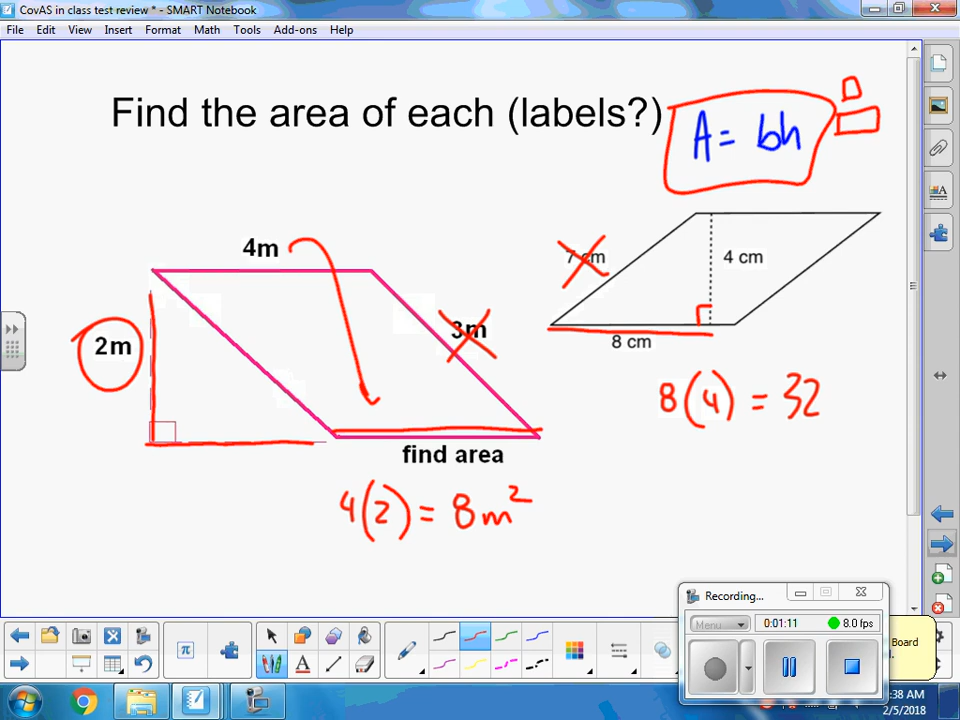 CovAS in class test review * - SMART Notebook
File Edit View Insert Format Math Tools Add-ons Help
Find the area of each (labels?)
A = bh
4m
2m
3m
find area
4(2) = 8m²
7 cm
4 cm
8 cm
8(4) = 32
Recording...
Menu
0:01:11
8.0 fps
Board
:38 AM
2/5/2018